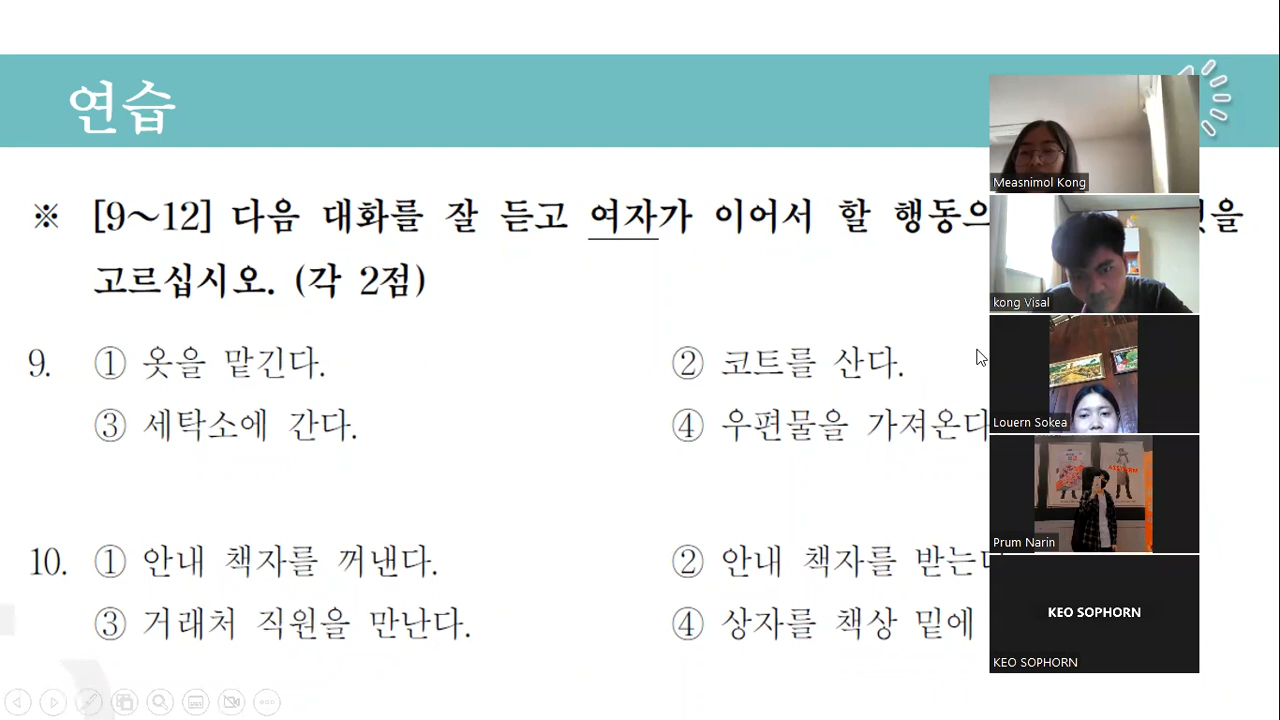 연습
※ [9～12] 다음 대화를 잘 듣고 여자가 이어서 할 행동으
고르십시오. (각 2점)
9. ① 옷을 맡긴다. ② 코트를 산다.
③ 세탁소에 간다. ④ 우편물을 가져온다
10. ① 안내 책자를 꺼낸다. ② 안내 책자를 받는다
③ 거래처 직원을 만난다. ④ 상자를 책상 밑에
Measnimol Kong
kong Visal
Louern Sokea
Prum Narin
KEO SOPHORN
KEO SOPHORN